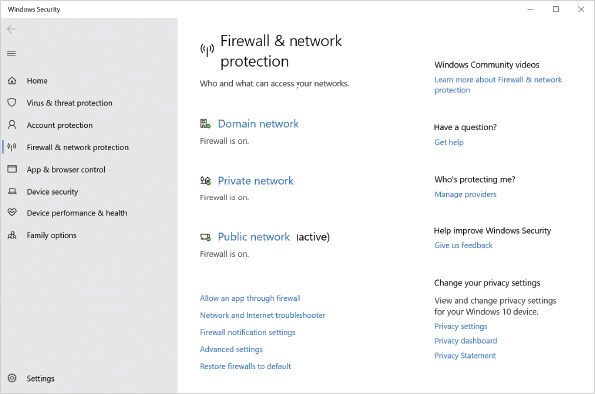 Windows Security
Home
Virus & threat protection
Account protection
Firewall & network protection
App & browser control
Device security
Device performance & health
Family options
Settings
Firewall & network
protection
Who and what can access your networks.
Domain network
Firewall is on.
Private network
Firewall is on.
Public network (active)
Firewall is on.
Allow an app through firewall
Network and Internet troubleshooter
Firewall notification settings
Advanced settings
Restore firewalls to default
Windows Community videos
Learn more about Firewall & network
protection
Have a question?
Get help
Who's protecting me?
Manage providers
Help improve Windows Security
Give us feedback
Change your privacy settings
View and change privacy settings
for your Windows 10 device.
Privacy settings
Privacy dashboard
Privacy Statement